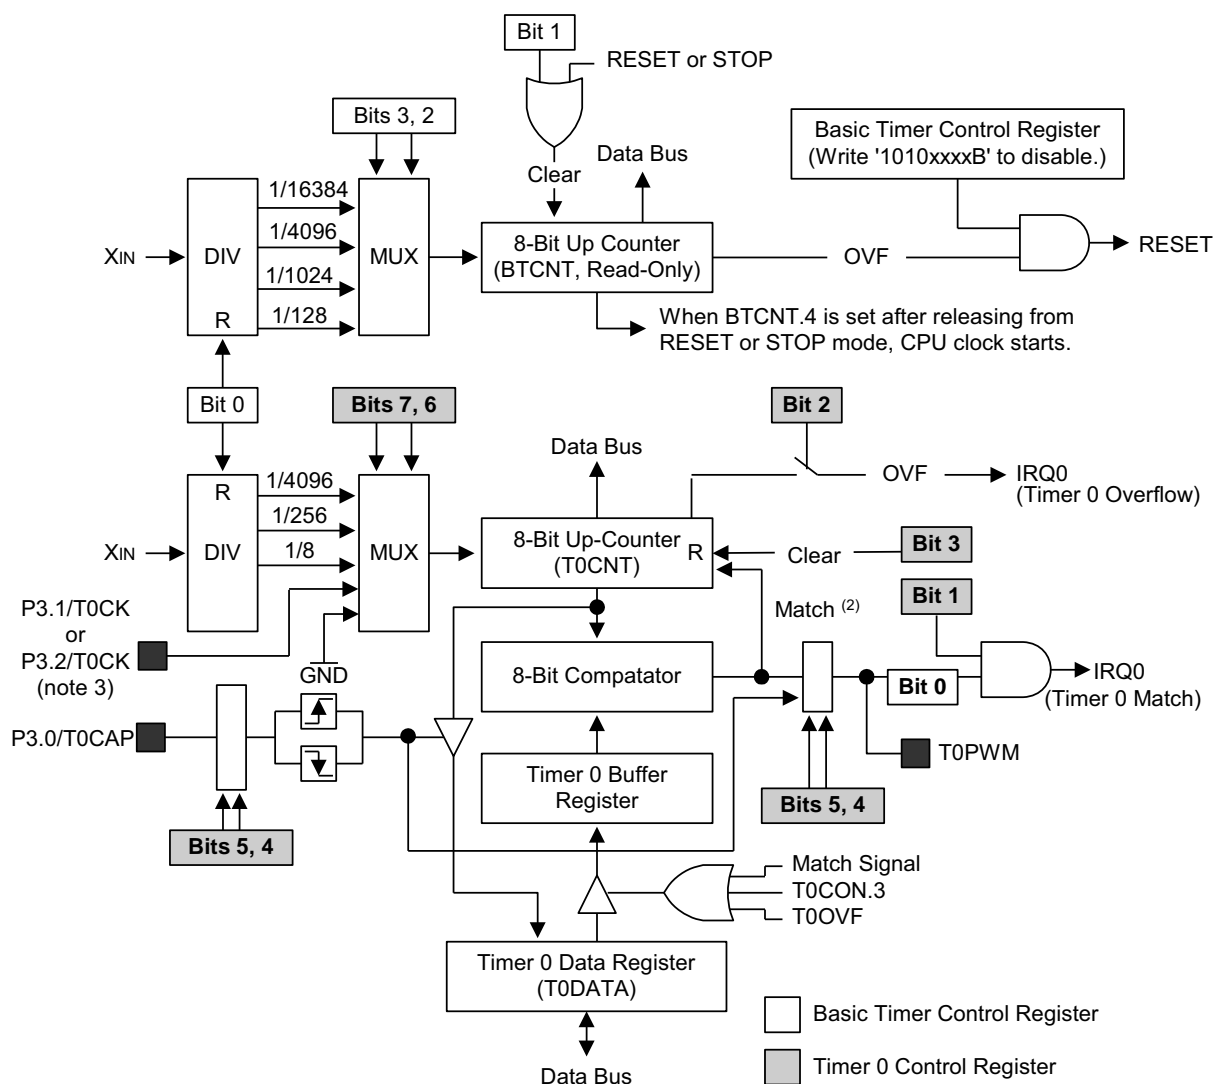 Bit 1
RESET or STOP
Bits 3, 2
Basic Timer Control Register
(Write '1010xxxxB' to disable.)
Data Bus
Clear
1/16384
1/4096
1/1024
1/128
XIN
DIV
R
MUX
8-Bit Up Counter
(BTCNT, Read-Only)
OVF
RESET
When BTCNT.4 is set after releasing from
RESET or STOP mode, CPU clock starts.
Bit 0
Bits 7, 6
Bit 2
Data Bus
OVF
IRQ0
(Timer 0 Overflow)
R
1/4096
1/256
1/8
XIN
DIV
MUX
8-Bit Up-Counter
(T0CNT)
R
Clear
Bit 3
Bit 1
Match (2)
P3.1/T0CK
or
P3.2/T0CK
(note 3)
GND
8-Bit Compatator
Bit 0
IRQ0
(Timer 0 Match)
P3.0/T0CAP
T0PWM
Timer 0 Buffer
Register
Bits 5, 4
Bits 5, 4
Match Signal
T0CON.3
T0OVF
Timer 0 Data Register
(T0DATA)
Data Bus
Basic Timer Control Register
Timer 0 Control Register